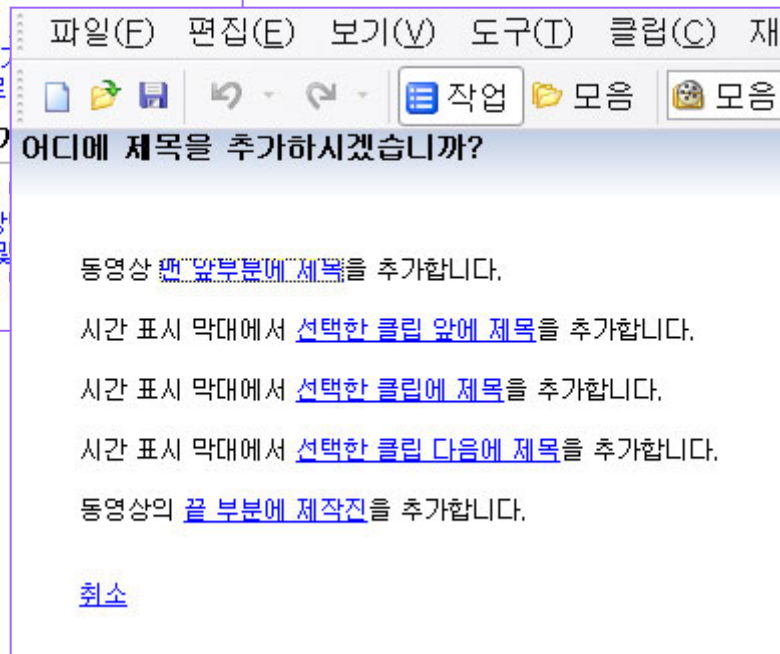 파일(F) 편집(E) 보기(V) 도구(T) 클립(C) 재
작업 모음 모음
어디에 제목을 추가하시겠습니까?
동영상 맨 앞부분에 제목을 추가합니다.
시간 표시 막대에서 선택한 클립 앞에 제목을 추가합니다.
시간 표시 막대에서 선택한 클립에 제목을 추가합니다.
시간 표시 막대에서 선택한 클립 다음에 제목을 추가합니다.
동영상의 끝 부분에 제작진을 추가합니다.
취소